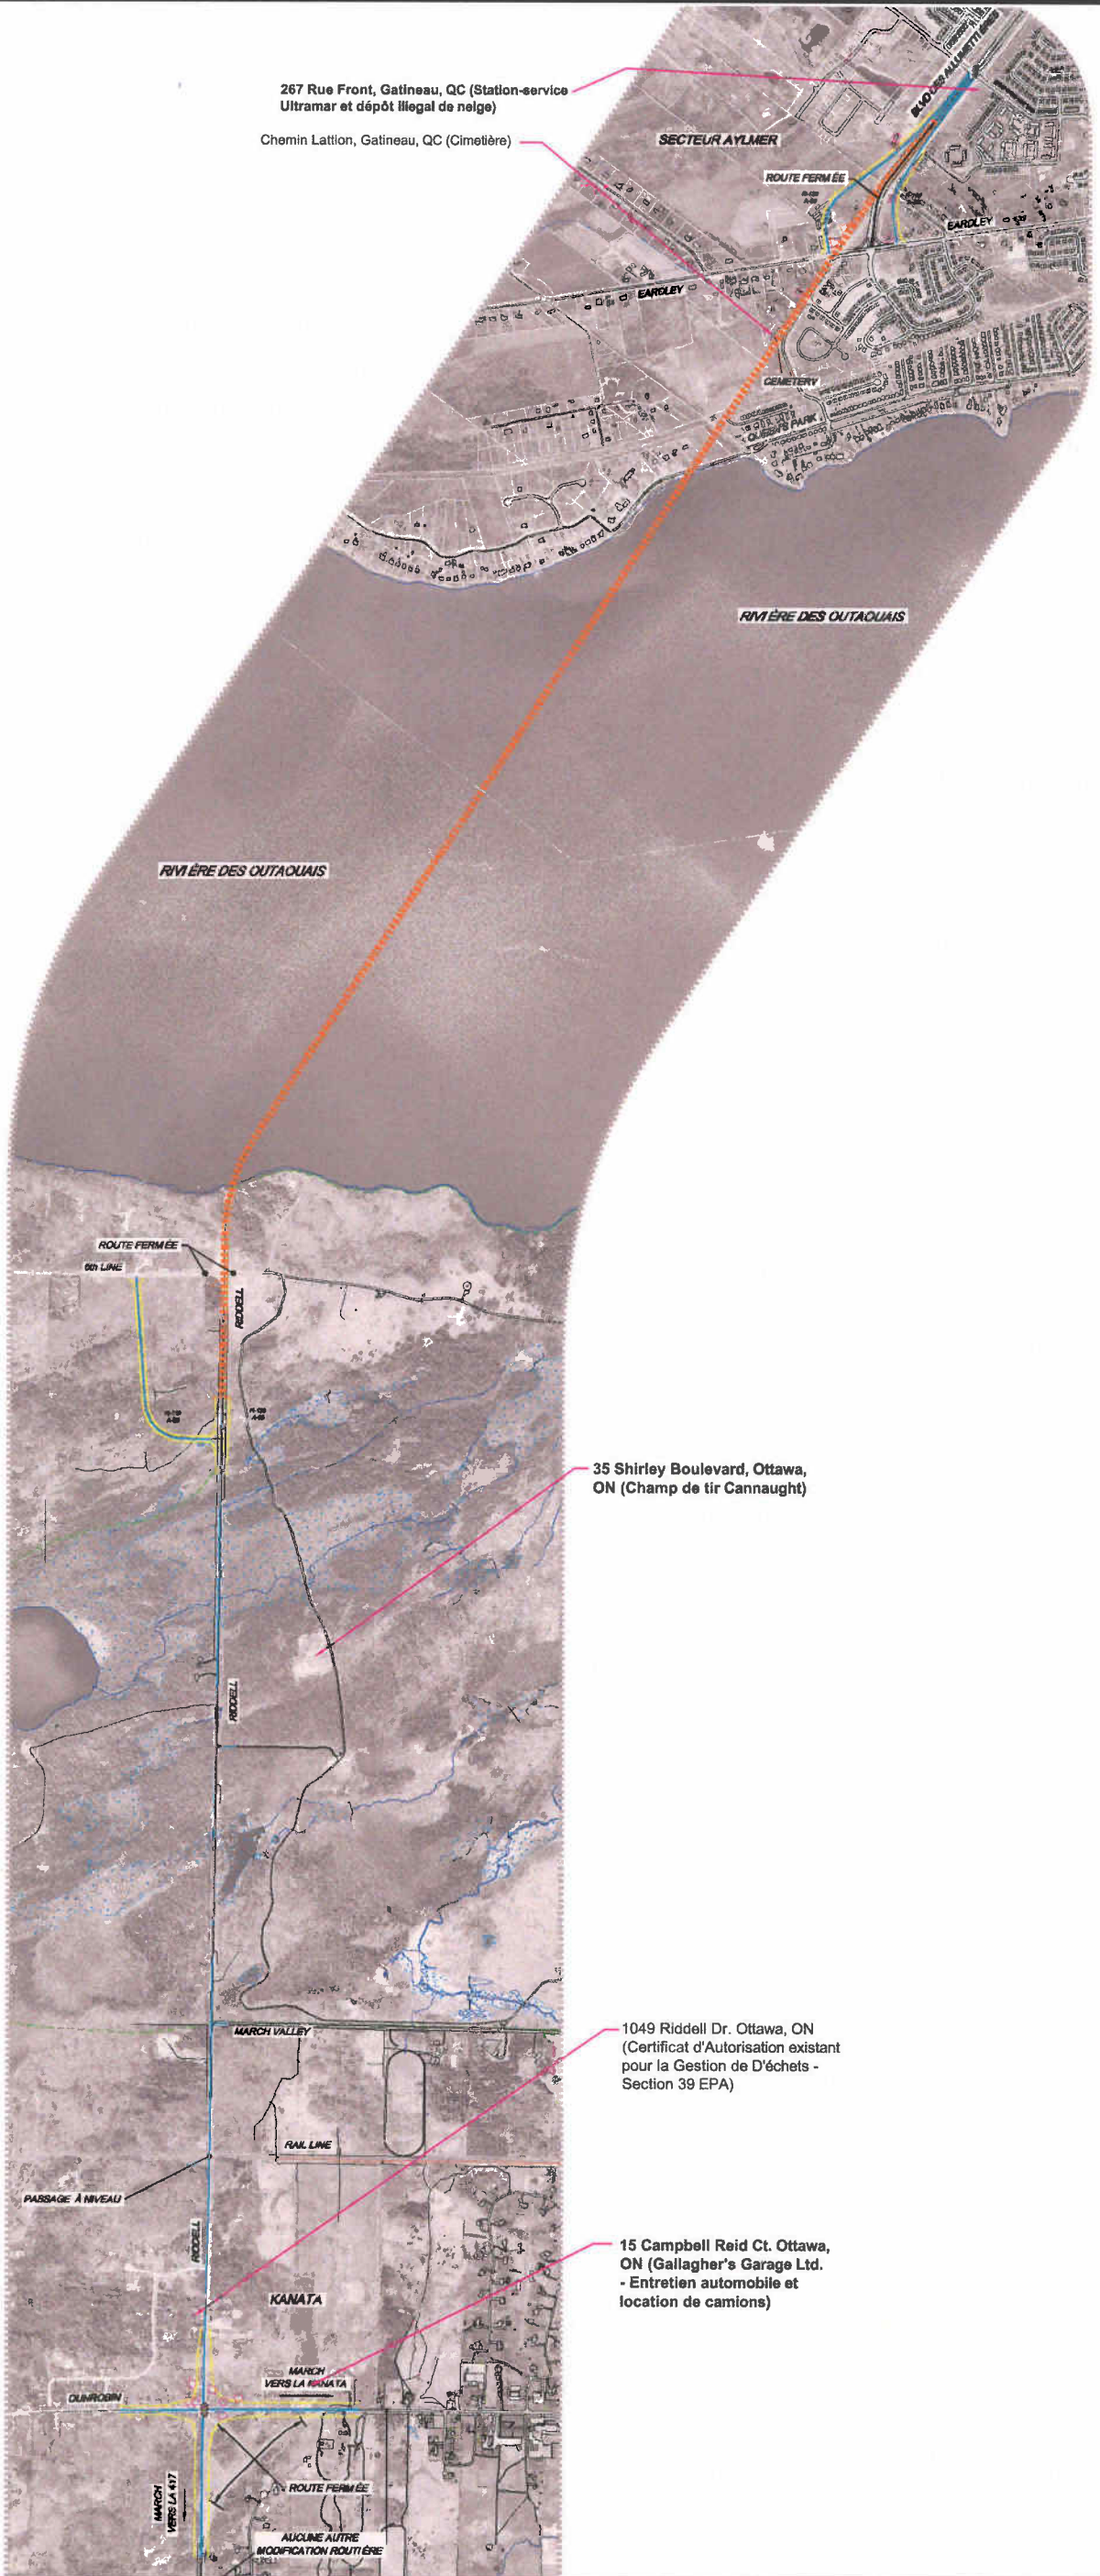 267 Rue Front, Gatineau, QC (Station-service
Ultramar et dépôt illegal de neige)
Chemin Lattion, Gatineau, QC (Cimetière)
BLVD DES ALLUMETTIÈRES
SECTEUR AYLMER
ROUTE FERMÉE
EARDLEY
EARDLEY
CEMETERY
QUEEN'S PARK
RIVIÈRE DES OUTAOUAIS
RIVIÈRE DES OUTAOUAIS
ROUTE FERMÉE
6th LINE
RIDDELL
35 Shirley Boulevard, Ottawa,
ON (Champ de tir Cannaught)
RIDDELL
MARCH VALLEY
1049 Riddell Dr. Ottawa, ON
(Certificat d'Autorisation existant
pour la Gestion de D'échets -
Section 39 EPA)
RAIL LINE
PASSAGE À NIVEAU
RIDDELL
15 Campbell Reid Ct. Ottawa,
ON (Gallagher's Garage Ltd.
- Entretien automobile et
location de camions)
KANATA
MARCH
VERS LA KANATA
DUNROBIN
ROUTE FERMÉE
MARCH
VERS LA 417
AUCUNE AUTRE
MODIFICATION ROUTIÈRE